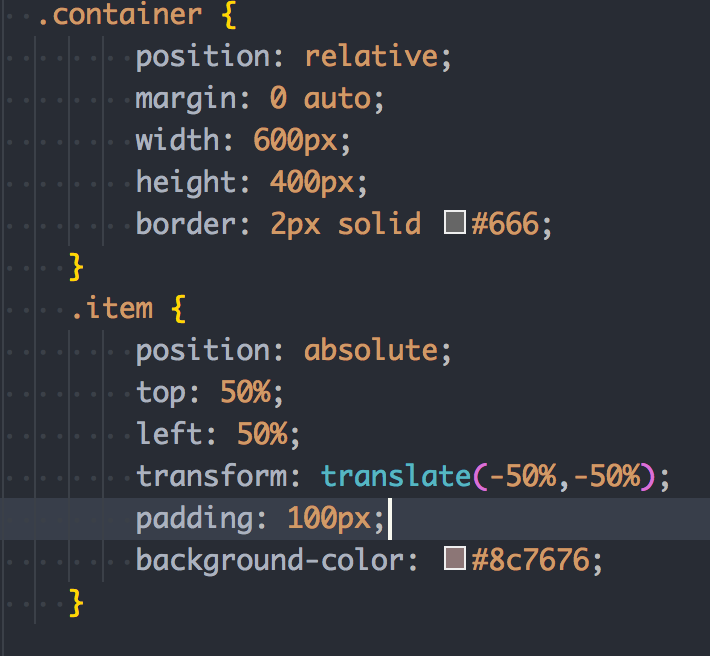 .container {
position: relative;
margin: 0 auto;
width: 600px;
height: 400px;
border: 2px solid #666;
}
.item {
position: absolute;
top: 50%;
left: 50%;
transform: translate(-50%,-50%);
padding: 100px;
background-color: #8c7676;
}